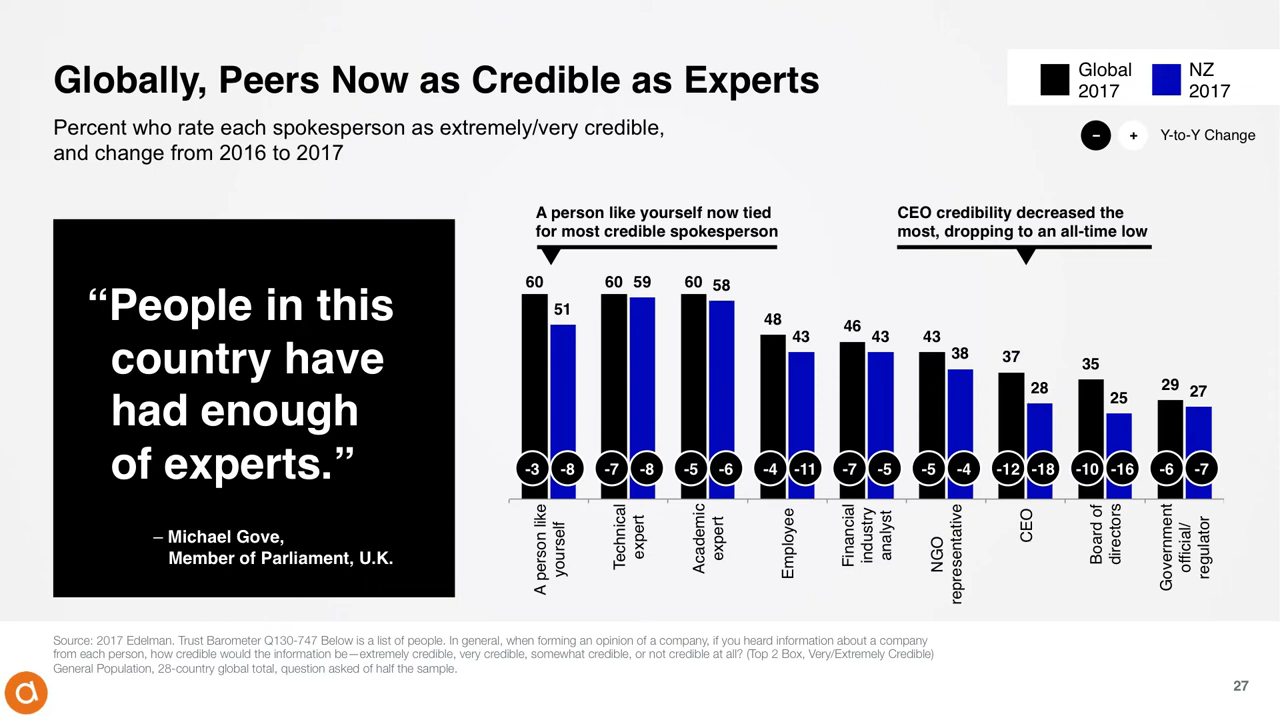 Globally, Peers Now as Credible as Experts
Percent who rate each spokesperson as extremely/very credible,
and change from 2016 to 2017
Global
2017
NZ
2017
–
+
Y-to-Y Change
“People in this
country have
had enough
of experts.”
– Michael Gove,
Member of Parliament, U.K.
A person like yourself now tied
for most credible spokesperson
CEO credibility decreased the
most, dropping to an all-time low
60
51
60
59
60
58
48
43
46
43
43
38
37
28
35
25
29
27
-3
-8
-7
-8
-5
-6
-4
-11
-7
-5
-5
-4
-12
-18
-10
-16
-6
-7
A person like
yourself
Technical
expert
Academic
expert
Employee
Financial
industry
analyst
NGO
representative
CEO
Board of
directors
Government
official/
regulator
Source: 2017 Edelman. Trust Barometer Q130-747 Below is a list of people. In general, when forming an opinion of a company, if you heard information about a company
from each person, how credible would the information be—extremely credible, very credible, somewhat credible, or not credible at all? (Top 2 Box, Very/Extremely Credible)
General Population, 28-country global total, question asked of half the sample.
a
27